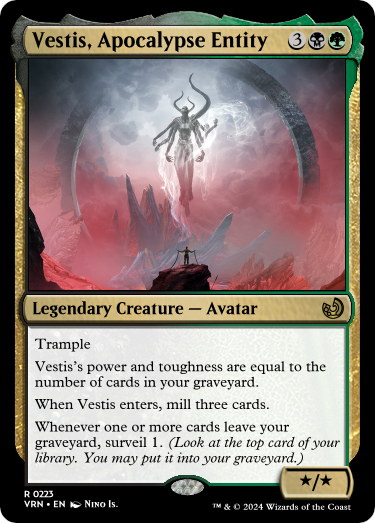 Vestis, Apocalypse Entity 3
Legendary Creature — Avatar
Trample
Vestis's power and toughness are equal to the
number of cards in your graveyard.
When Vestis enters, mill three cards.
Whenever one or more cards leave your
graveyard, surveil 1. (Look at the top card of your
library. You may put it into your graveyard.)
*/*
R 0223
VRN • EN Nino Is.
™ & © 2024 Wizards of the Coast